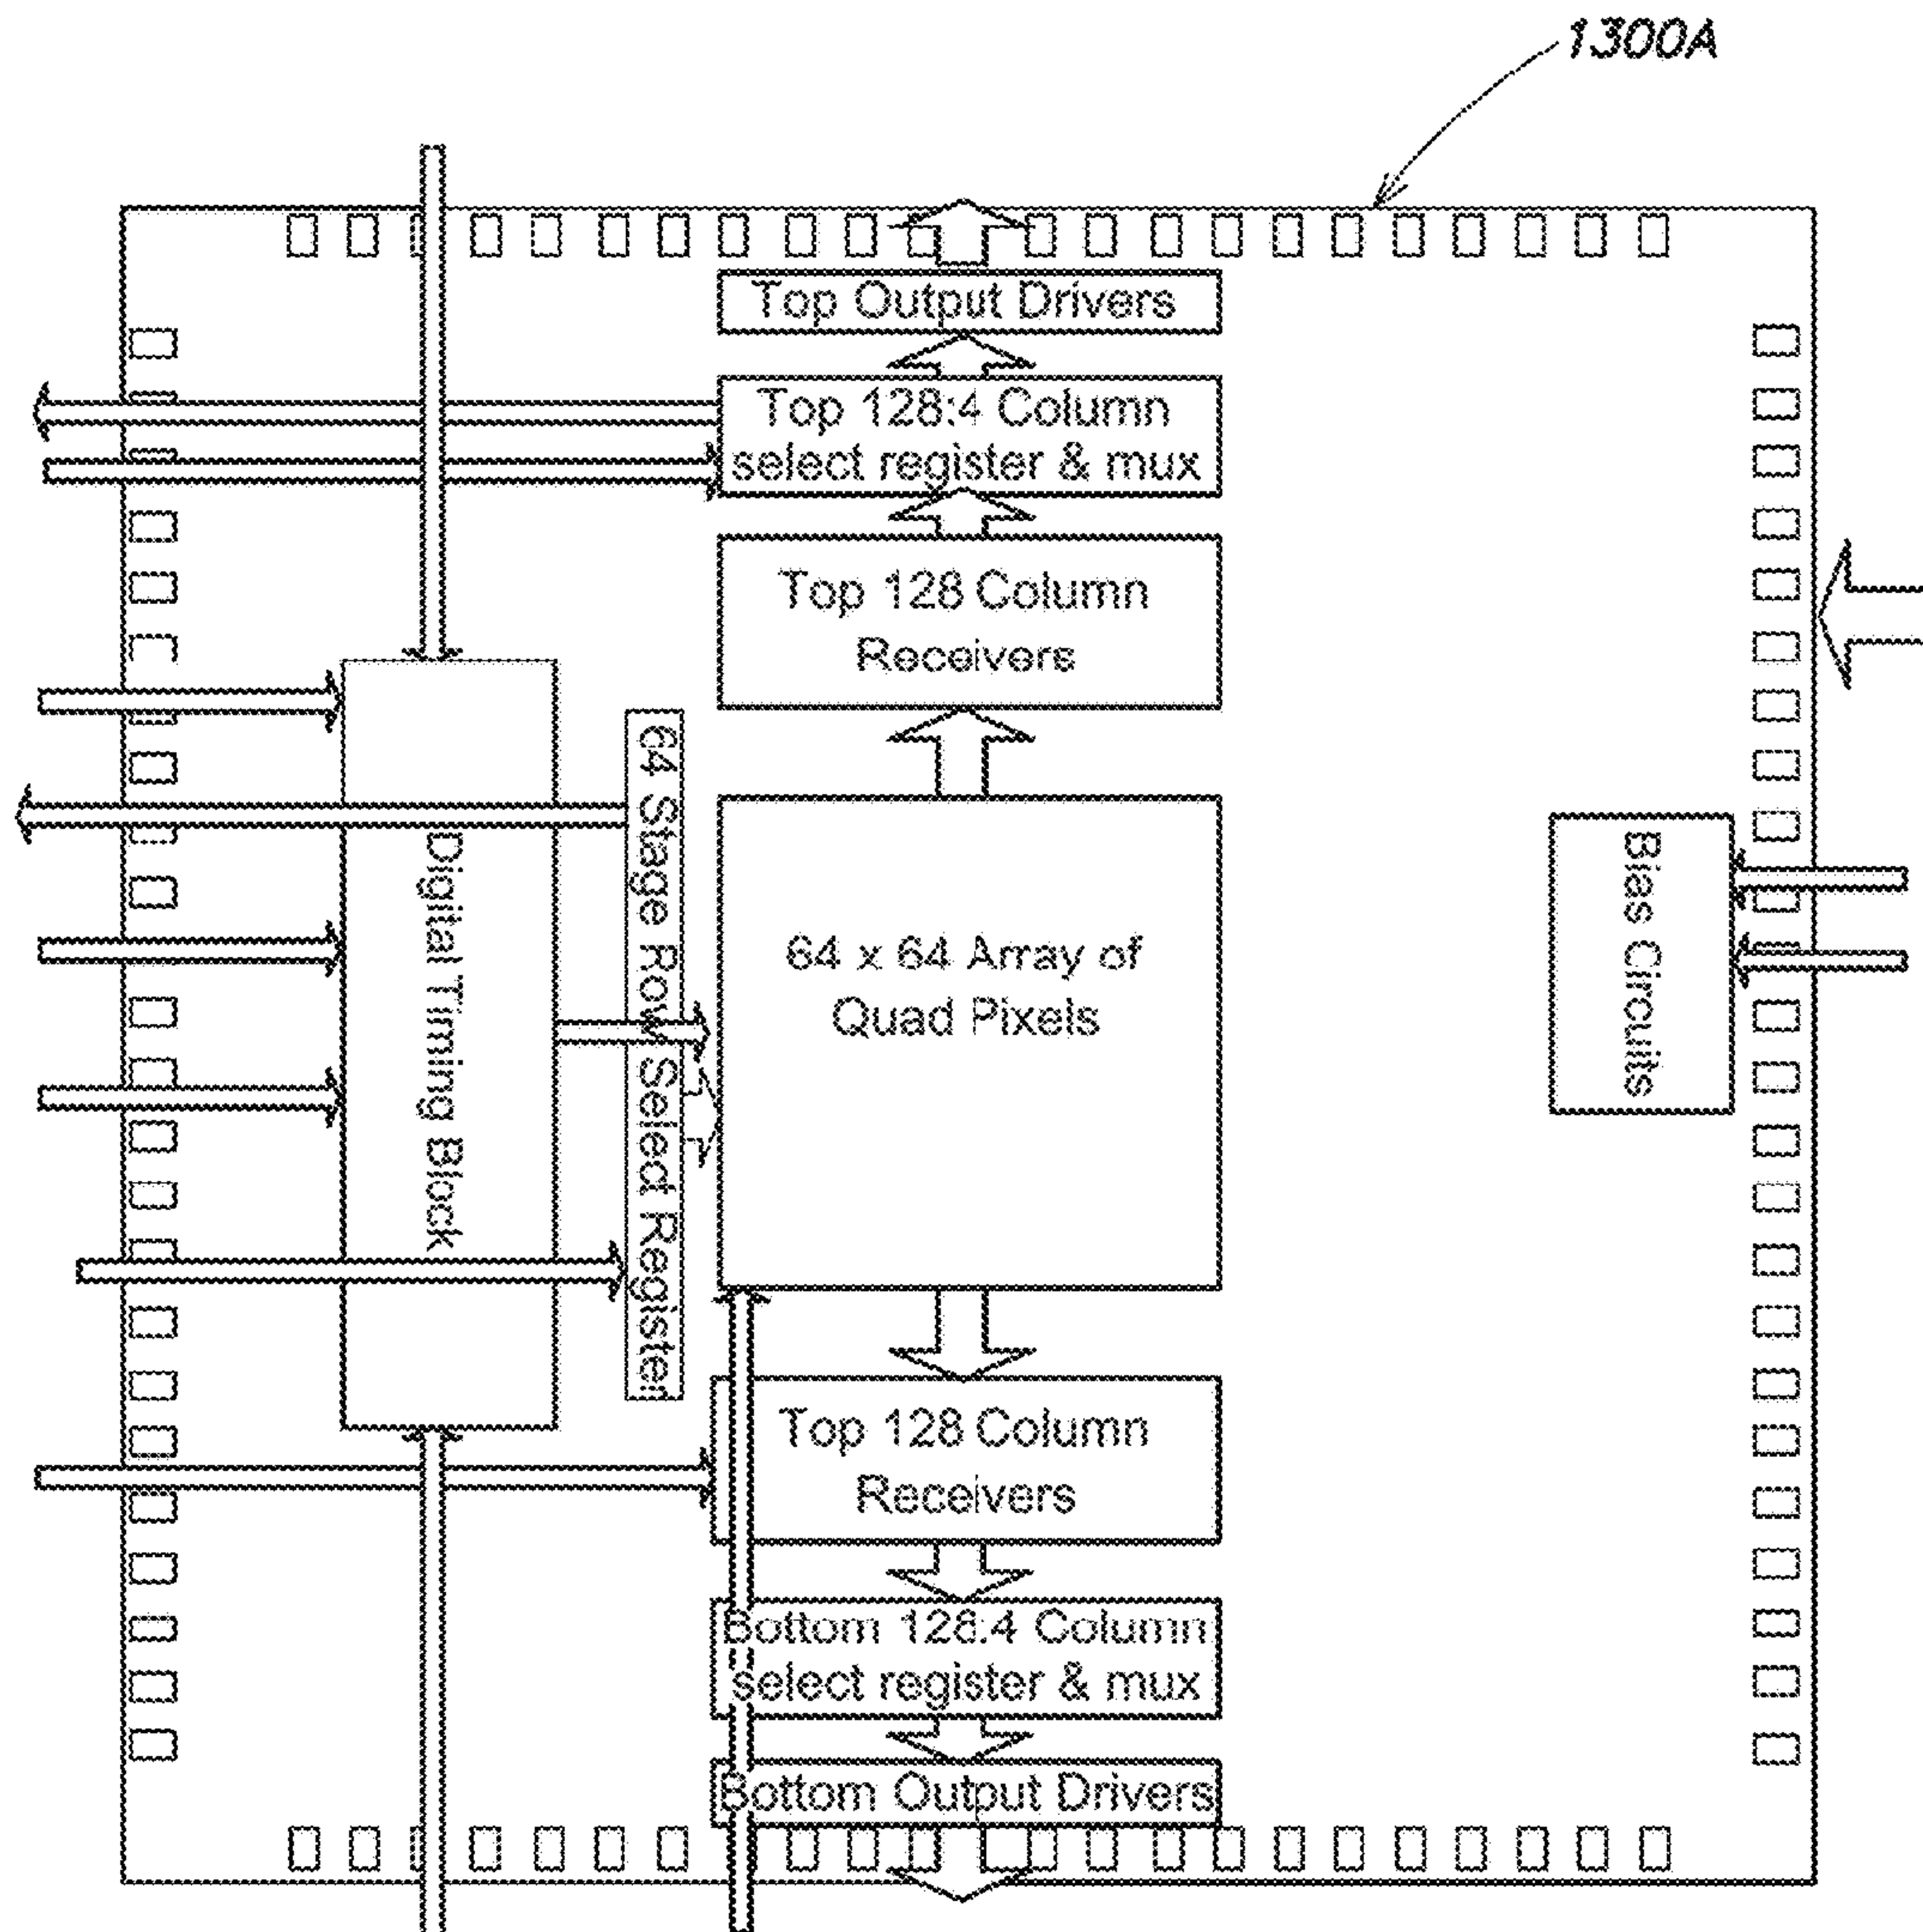 1300A
Top Output Drivers
Top 128:4 Column
select register & mux
Top 128 Column
Receivers
64 Stage Row Select Register
Digital Timing Block
64 x 64 Array of
Quad Pixels
Bias Circuits
Top 128 Column
Receivers
Bottom 128:4 Column
select register & mux
Bottom Output Drivers